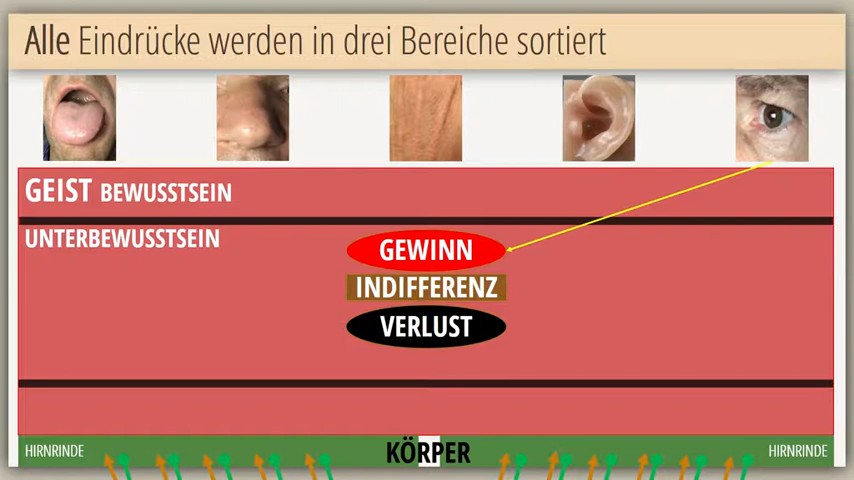 Alle Eindrücke werden in drei Bereiche sortiert
GEIST BEWUSSTSEIN
UNTERBEWUSSTSEIN
GEWINN
INDIFFERENZ
VERLUST
HIRNRINDE KÖRPER HIRNRINDE